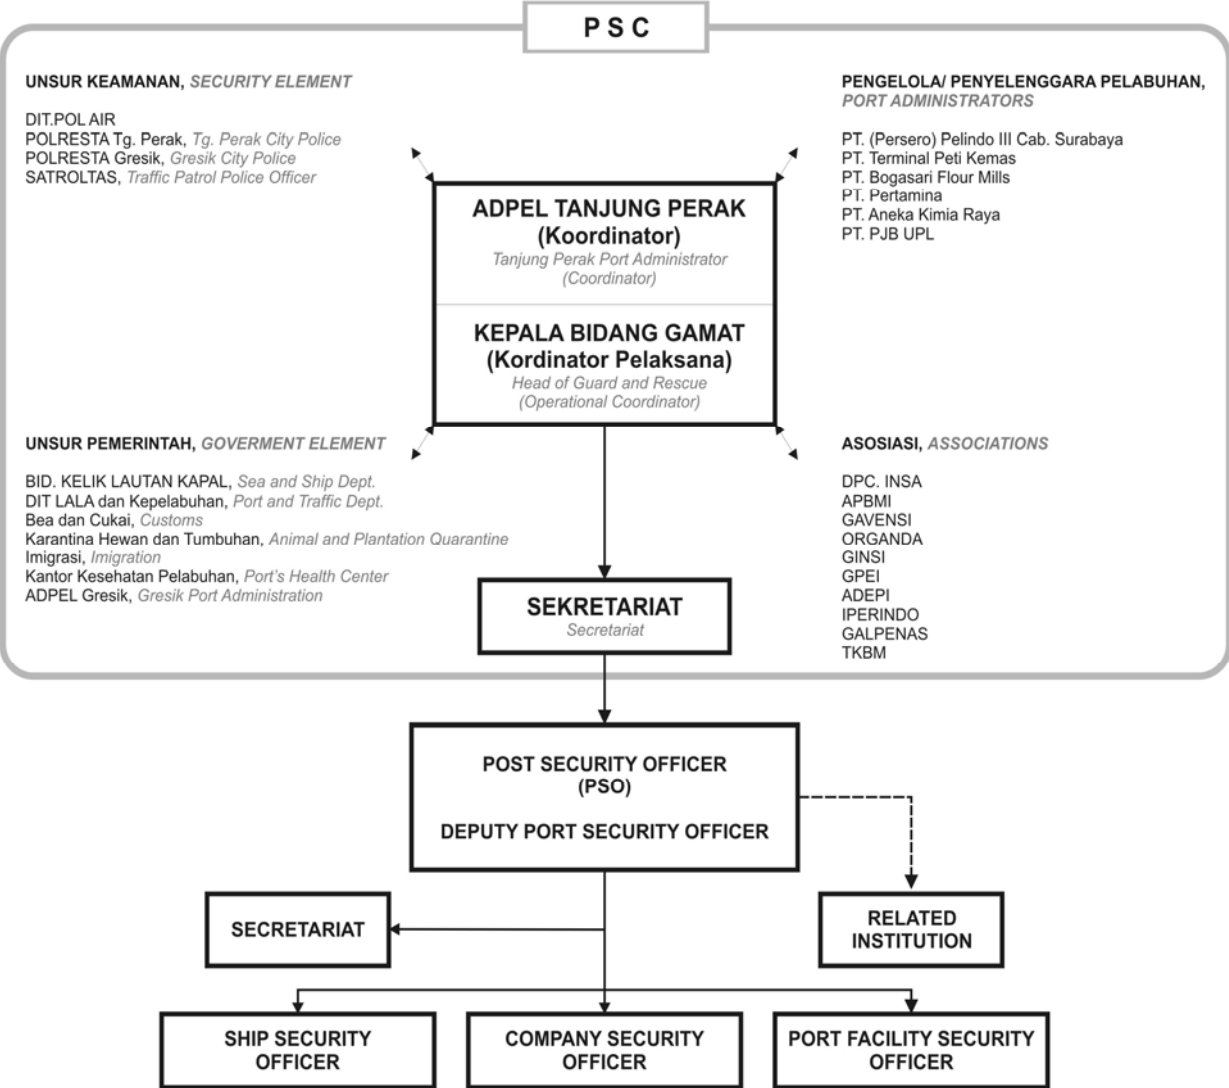 P S C
UNSUR KEAMANAN, SECURITY ELEMENT
DIT.POL AIR
POLRESTA Tg. Perak, Tg. Perak City Police
POLRESTA Gresik, Gresik City Police
SATROLTAS, Traffic Patrol Police Officer
PENGELOLA/ PENYELENGGARA PELABUHAN,
PORT ADMINISTRATORS
PT. (Persero) Pelindo III Cab. Surabaya
PT. Terminal Peti Kemas
PT. Bogasari Flour Mills
PT. Pertamina
PT. Aneka Kimia Raya
PT. PJB UPL
ADPEL TANJUNG PERAK
(Koordinator)
Tanjung Perak Port Administrator
(Coordinator)
KEPALA BIDANG GAMAT
(Kordinator Pelaksana)
Head of Guard and Rescue
(Operational Coordinator)
UNSUR PEMERINTAH, GOVERMENT ELEMENT
BID. KELIK LAUTAN KAPAL, Sea and Ship Dept.
DIT LALA dan Kepelabuhan, Port and Traffic Dept.
Bea dan Cukai, Customs
Karantina Hewan dan Tumbuhan, Animal and Plantation Quarantine
Imigrasi, Imigration
Kantor Kesehatan Pelabuhan, Port's Health Center
ADPEL Gresik, Gresik Port Administration
ASOSIASI, ASSOCIATIONS
DPC. INSA
APBMI
GAVENSI
ORGANDA
GINSI
GPEI
ADEPI
IPERINDO
GALPENAS
TKBM
SEKRETARIAT
Secretariat
POST SECURITY OFFICER
(PSO)
DEPUTY PORT SECURITY OFFICER
SECRETARIAT
RELATED
INSTITUTION
SHIP SECURITY
OFFICER
COMPANY SECURITY
OFFICER
PORT FACILITY SECURITY
OFFICER